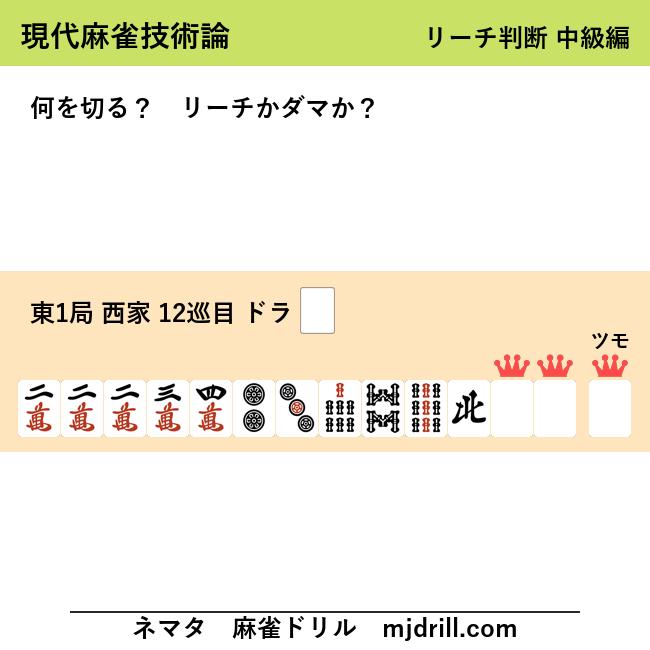 現代麻雀技術論 リーチ判断 中級編
何を切る？ リーチかダマか？
東1局 西家 12巡目 ドラ
ツモ
二萬 二萬 二萬 三萬 四萬 北
ネマタ 麻雀ドリル mjdrill.com